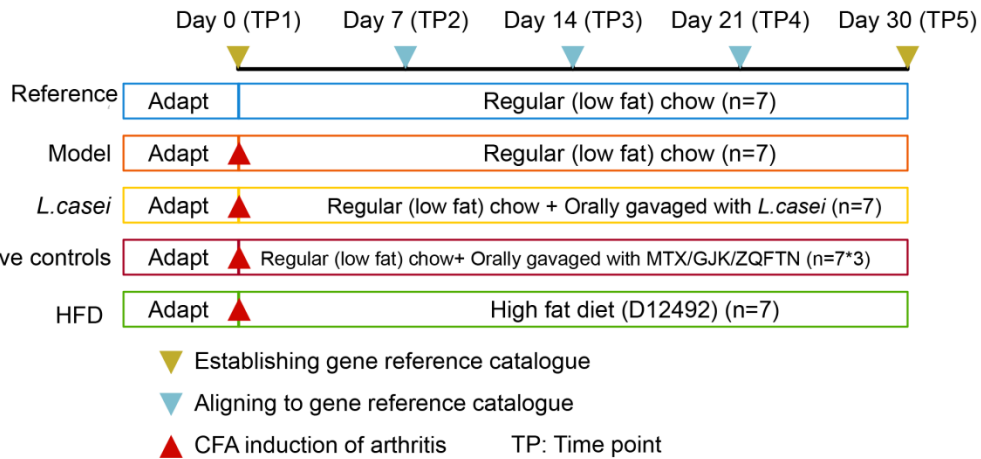 Day 0 (TP1) Day 7 (TP2) Day 14 (TP3) Day 21 (TP4) Day 30 (TP5)
Reference Adapt Regular (low fat) chow (n=7)
Model Adapt Regular (low fat) chow (n=7)
L.casei Adapt Regular (low fat) chow + Orally gavaged with L.casei (n=7)
ve controls Adapt Regular (low fat) chow+ Orally gavaged with MTX/GJK/ZQFTN (n=7*3)
HFD Adapt High fat diet (D12492) (n=7)
Establishing gene reference catalogue
Aligning to gene reference catalogue
CFA induction of arthritis TP: Time point